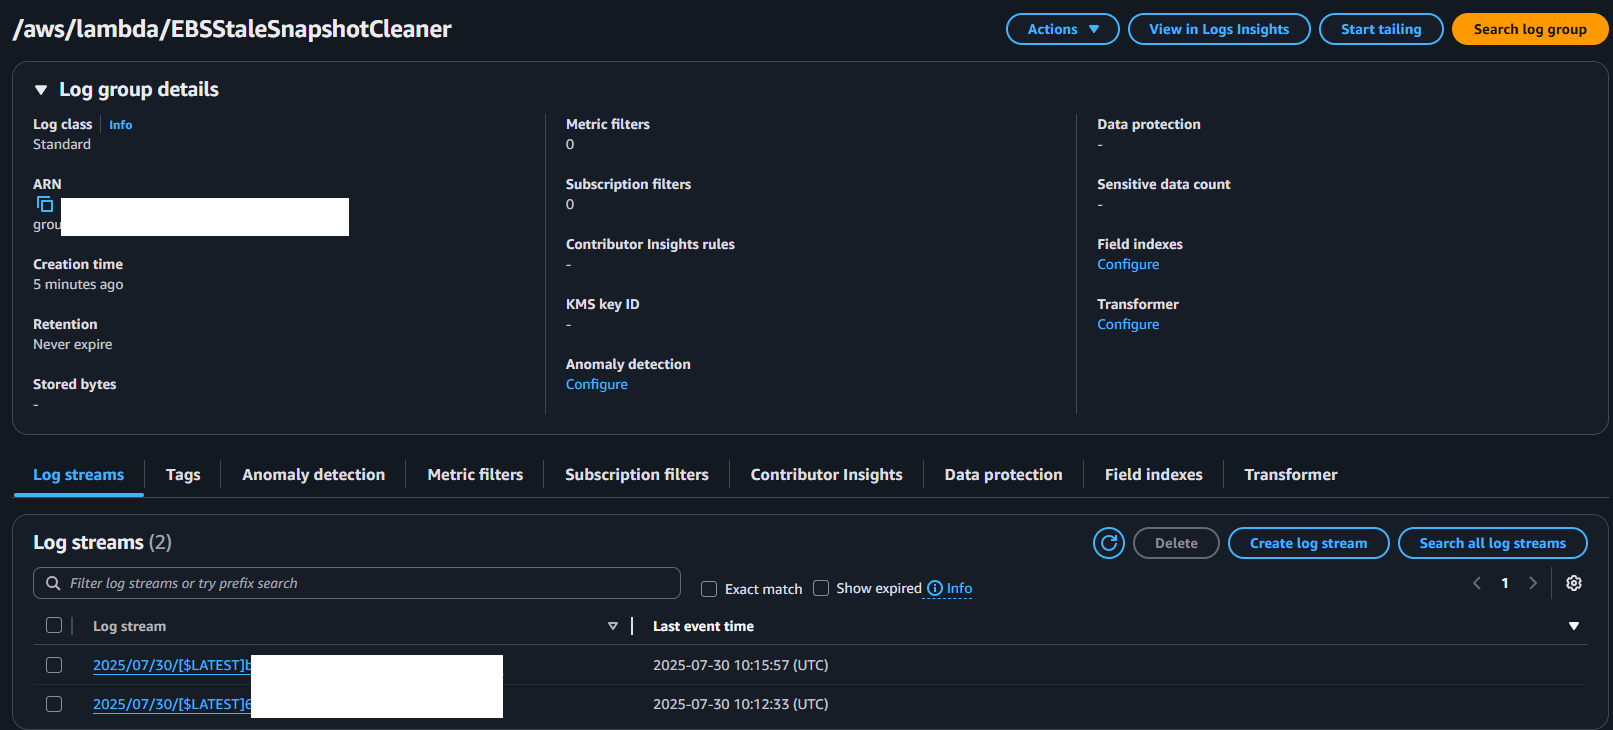 /aws/lambda/EBSStaleSnapshotCleaner
Actions
View in Logs Insights
Start tailing
Search log group
Log group details
Log class
Info
Standard
ARN
Creation time
5 minutes ago
Retention
Never expire
Stored bytes
-
Metric filters
0
Subscription filters
0
Contributor Insights rules
-
KMS key ID
-
Anomaly detection
Configure
Data protection
-
Sensitive data count
-
Field indexes
Configure
Transformer
Configure
Log streams
Tags
Anomaly detection
Metric filters
Subscription filters
Contributor Insights
Data protection
Field indexes
Transformer
Log streams (2)
Delete
Create log stream
Search all log streams
Filter log streams or try prefix search
Exact match
Show expired
Info
1
Log stream
Last event time
2025/07/30/[$LATEST]
2025-07-30 10:15:57 (UTC)
2025/07/30/[$LATEST]
2025-07-30 10:12:33 (UTC)